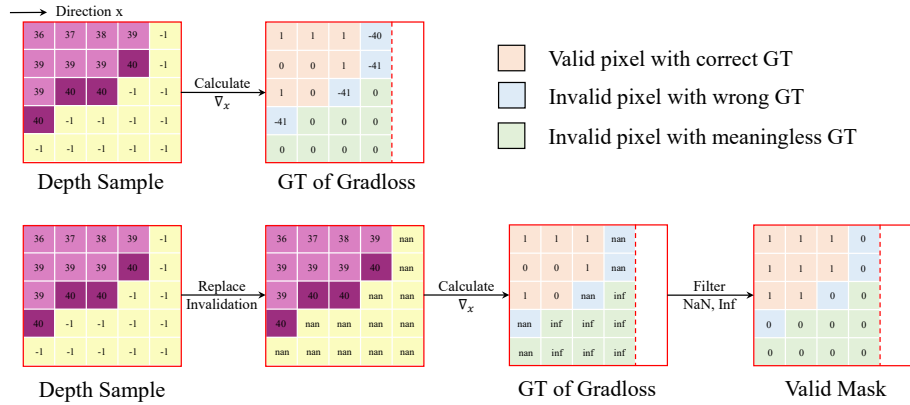 Direction x
36 37 38 39 -1
39 39 39 40 -1
39 40 40 -1 -1
40 -1 -1 -1 -1
-1 -1 -1 -1 -1
Depth Sample
Calculate
∇x
1 1 1 -40
0 0 1 -41
1 0 -41 0
-41 0 0 0
0 0 0 0
GT of Gradloss
Valid pixel with correct GT
Invalid pixel with wrong GT
Invalid pixel with meaningless GT
36 37 38 39 -1
39 39 39 40 -1
39 40 40 -1 -1
40 -1 -1 -1 -1
-1 -1 -1 -1 -1
Depth Sample
Replace
Invalidation
36 37 38 39 nan
39 39 39 40 nan
39 40 40 nan nan
40 nan nan nan nan
nan nan nan nan nan
Calculate
∇x
1 1 1 nan
0 0 1 nan
1 0 nan inf
nan inf inf inf
nan inf inf inf
GT of Gradloss
Filter
NaN, Inf
1 1 1 0
1 1 1 0
1 1 0 0
0 0 0 0
0 0 0 0
Valid Mask